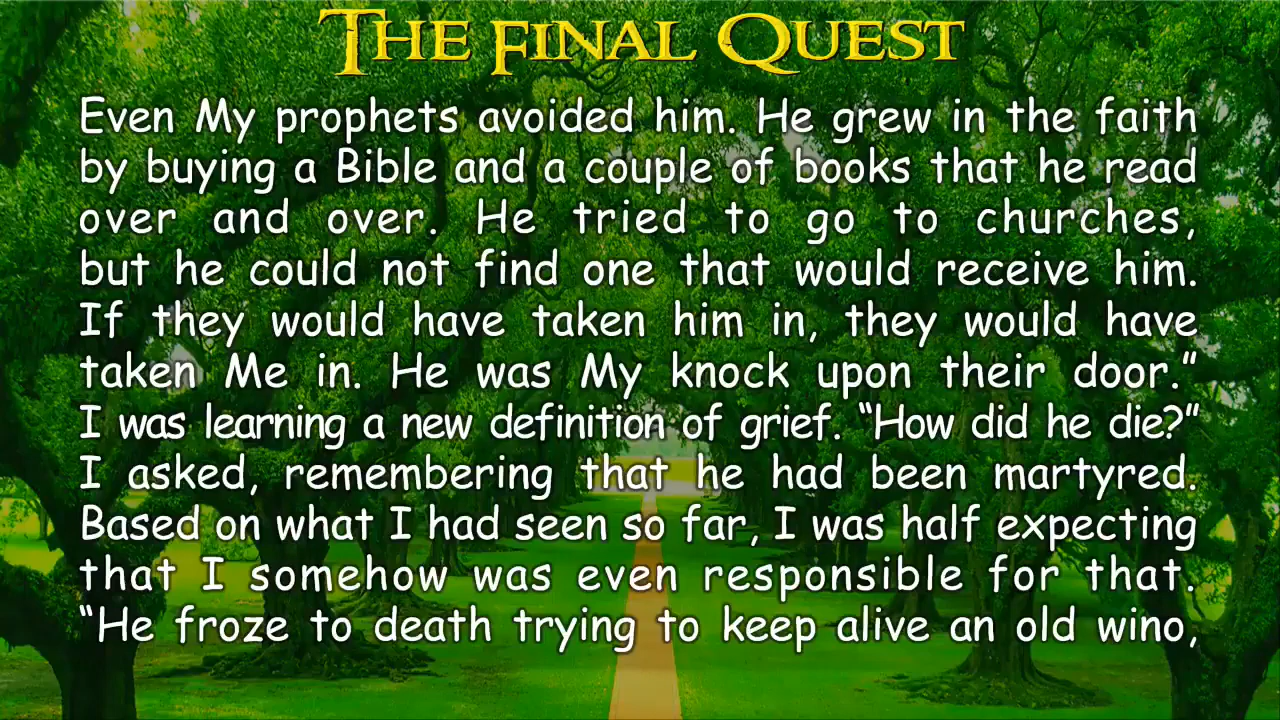 The Final Quest
Even My prophets avoided him. He grew in the faith
by buying a Bible and a couple of books that he read
over and over. He tried to go to churches,
but he could not find one that would receive him.
If they would have taken him in, they would have
taken Me in. He was My knock upon their door.”
I was learning a new definition of grief. “How did he die?”
I asked, remembering that he had been martyred.
Based on what I had seen so far, I was half expecting
that I somehow was even responsible for that.
“He froze to death trying to keep alive an old wino,